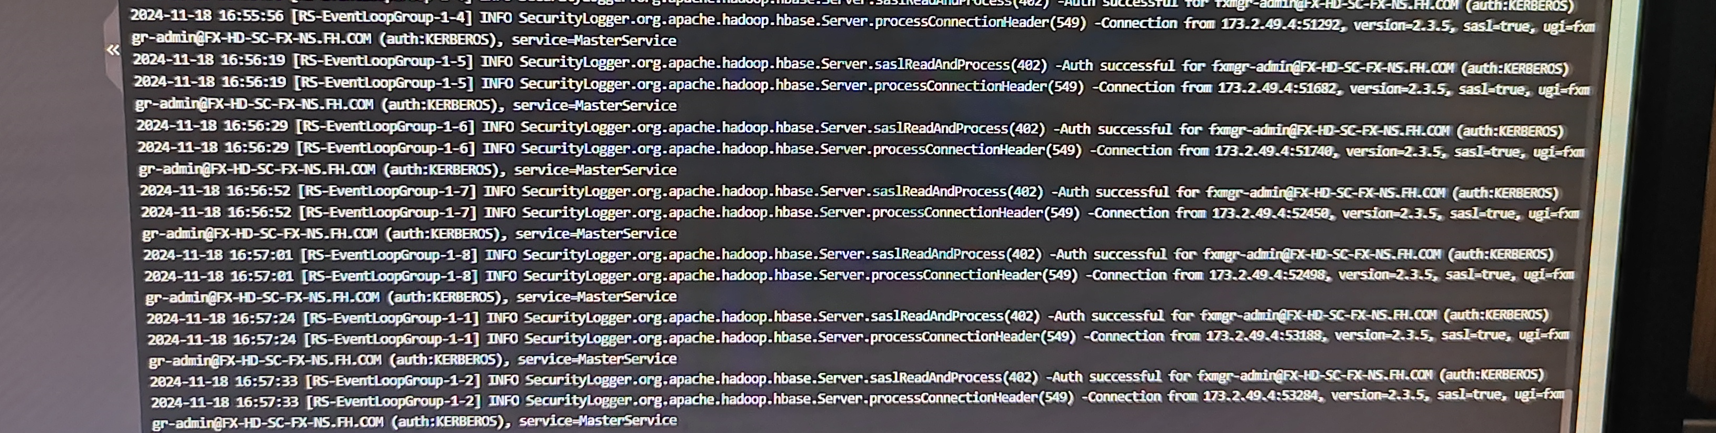 -Auth successful for fxmgr-admin@FX-HD-SC-FX-NS.FH.COM (auth:KERBEROS)
2024-11-18 16:55:56 [RS-EventLoopGroup-1-4] INFO SecurityLogger.org.apache.hadoop.hbase.Server.processConnectionHeader(549) -Connection from 173.2.49.4:51292, version=2.3.5, sasl=true, ugi=fxm
gr-admin@FX-HD-SC-FX-NS.FH.COM (auth:KERBEROS), service=MasterService
«
2024-11-18 16:56:19 [RS-EventLoopGroup-1-5] INFO SecurityLogger.org.apache.hadoop.hbase.Server.saslReadAndProcess(402) -Auth successful for fxmgr-admin@FX-HD-SC-FX-NS.FH.COM (auth:KERBEROS)
2024-11-18 16:56:19 [RS-EventLoopGroup-1-5] INFO SecurityLogger.org.apache.hadoop.hbase.Server.processConnectionHeader(549) -Connection from 173.2.49.4:51682, version=2.3.5, sasl=true, ugi=fxm
gr-admin@FX-HD-SC-FX-NS.FH.COM (auth:KERBEROS), service=MasterService
2024-11-18 16:56:29 [RS-EventLoopGroup-1-6] INFO SecurityLogger.org.apache.hadoop.hbase.Server.saslReadAndProcess(402) -Auth successful for fxmgr-admin@FX-HD-SC-FX-NS.FH.COM (auth:KERBEROS)
2024-11-18 16:56:29 [RS-EventLoopGroup-1-6] INFO SecurityLogger.org.apache.hadoop.hbase.Server.processConnectionHeader(549) -Connection from 173.2.49.4:51740, version=2.3.5, sasl=true, ugi=fxm
gr-admin@FX-HD-SC-FX-NS.FH.COM (auth:KERBEROS), service=MasterService
2024-11-18 16:56:52 [RS-EventLoopGroup-1-7] INFO SecurityLogger.org.apache.hadoop.hbase.Server.saslReadAndProcess(402) -Auth successful for fxmgr-admin@FX-HD-SC-FX-NS.FH.COM (auth:KERBEROS)
2024-11-18 16:56:52 [RS-EventLoopGroup-1-7] INFO SecurityLogger.org.apache.hadoop.hbase.Server.processConnectionHeader(549) -Connection from 173.2.49.4:52450, version=2.3.5, sasl=true, ugi=fxm
gr-admin@FX-HD-SC-FX-NS.FH.COM (auth:KERBEROS), service=MasterService
2024-11-18 16:57:01 [RS-EventLoopGroup-1-8] INFO SecurityLogger.org.apache.hadoop.hbase.Server.saslReadAndProcess(402) -Auth successful for fxmgr-admin@FX-HD-SC-FX-NS.FH.COM (auth:KERBEROS)
2024-11-18 16:57:01 [RS-EventLoopGroup-1-8] INFO SecurityLogger.org.apache.hadoop.hbase.Server.processConnectionHeader(549) -Connection from 173.2.49.4:52498, version=2.3.5, sasl=true, ugi=fxm
gr-admin@FX-HD-SC-FX-NS.FH.COM (auth:KERBEROS), service=MasterService
2024-11-18 16:57:24 [RS-EventLoopGroup-1-1] INFO SecurityLogger.org.apache.hadoop.hbase.Server.saslReadAndProcess(402) -Auth successful for fxmgr-admin@FX-HD-SC-FX-NS.FH.COM (auth:KERBEROS)
2024-11-18 16:57:24 [RS-EventLoopGroup-1-1] INFO SecurityLogger.org.apache.hadoop.hbase.Server.processConnectionHeader(549) -Connection from 173.2.49.4:53188, version=2.3.5, sasl=true, ugi=fxm
gr-admin@FX-HD-SC-FX-NS.FH.COM (auth:KERBEROS), service=MasterService
2024-11-18 16:57:33 [RS-EventLoopGroup-1-2] INFO SecurityLogger.org.apache.hadoop.hbase.Server.saslReadAndProcess(402) -Auth successful for fxmgr-admin@FX-HD-SC-FX-NS.FH.COM (auth:KERBEROS)
2024-11-18 16:57:33 [RS-EventLoopGroup-1-2] INFO SecurityLogger.org.apache.hadoop.hbase.Server.processConnectionHeader(549) -Connection from 173.2.49.4:53284, version=2.3.5, sasl=true, ugi=fxm
gr-admin@FX-HD-SC-FX-NS.FH.COM (auth:KERBEROS), service=MasterService